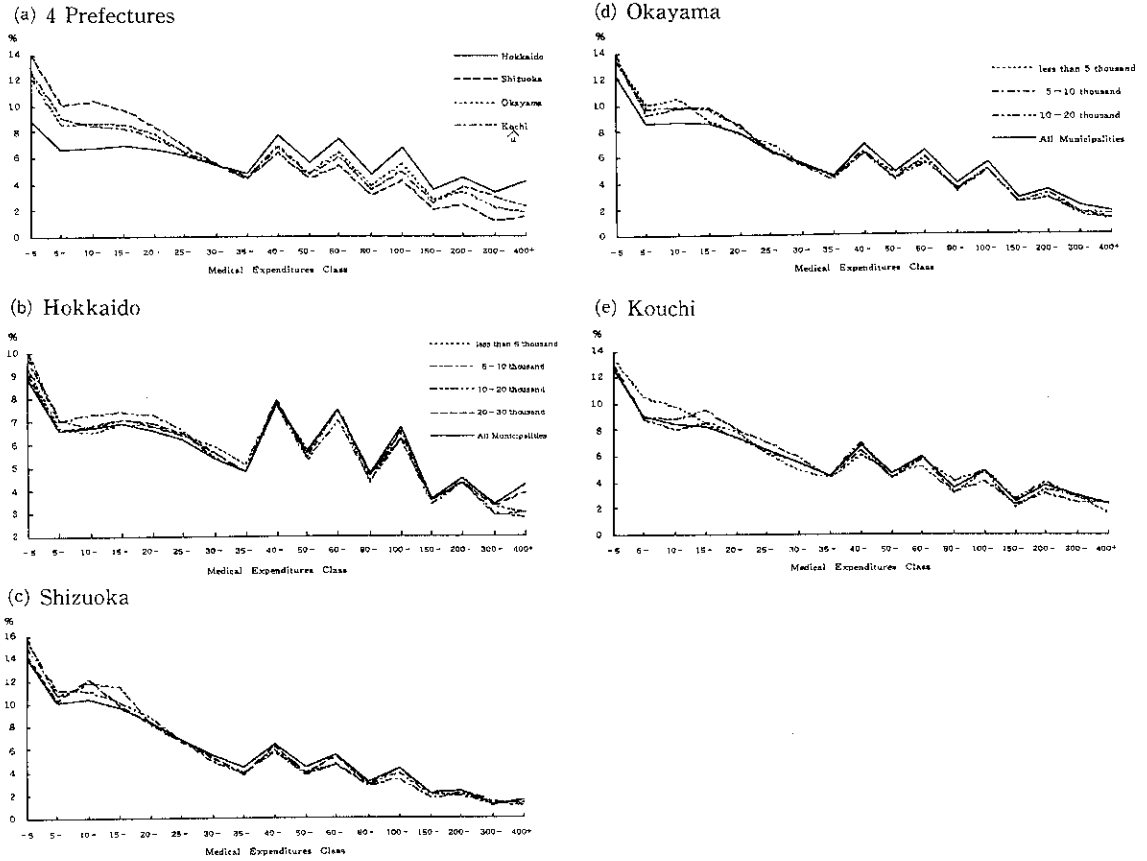 (a) 4 Prefectures
%
14
12
10
8
6
4
2
0
-5 5- 10- 15- 20- 25- 30- 35- 40- 50- 60- 80- 100- 150- 200- 300- 400+
Medical Expenditures Class
Hokkaido
Shizuoka
Okayama
Kochi
u
(b) Hokkaido
%
10
9
8
7
6
5
4
3
2
-5 5- 10- 15- 20- 25- 30- 35- 40- 50- 60- 80- 100- 150- 200- 300- 400+
Medical Expenditures Class
less than 5 thousand
5-10 thousand
10-20 thousand
20-30 thousand
All Municipalities
(c) Shizuoka
%
16
14
12
10
8
6
4
2
0
-5 5- 10- 15- 20- 25- 30- 35- 40- 50- 60- 80- 100- 150- 200- 300- 400+
Medical Expenditures Class
(d) Okayama
%
14
12
10
8
6
4
2
0
-5 5- 10- 15- 20- 25- 30- 35- 40- 50- 60- 80- 100- 150- 200- 300- 400+
Medical Expenditures Class
less than 5 thousand
5-10 thousand
10-20 thousand
All Municipalities
(e) Kouchi
%
14
12
10
8
6
4
2
0
-5 5- 10- 15- 20- 25- 30- 35- 40- 50- 60- 80- 100- 150- 200- 300- 400+
Medical Expenditures Class